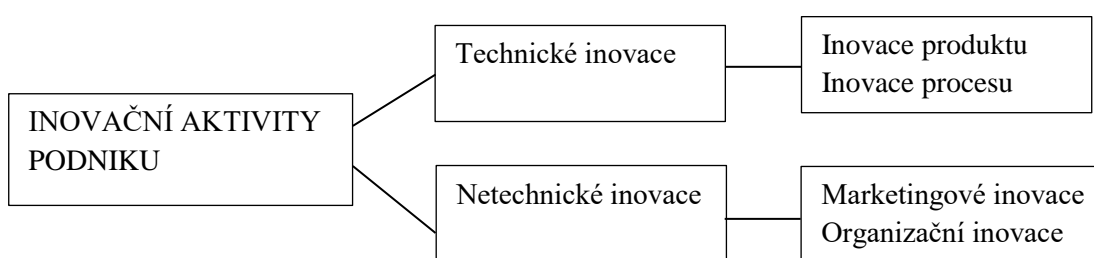 INOVAČNÍ AKTIVITY
PODNIKU
Technické inovace
Inovace produktu
Inovace procesu
Netechnické inovace
Marketingové inovace
Organizační inovace